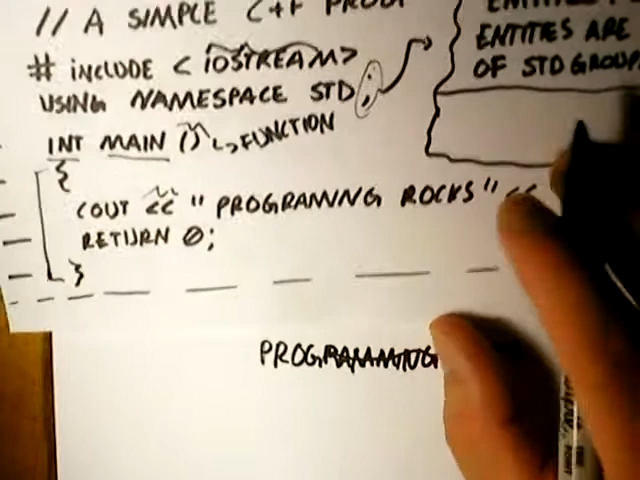 // A SIMPLE C++ PROG
# INCLUDE <IOSTREAM>
USING NAMESPACE STD;
INT MAIN () ↳ FUNCTION
{
COUT << "PROGRAMING ROCKS" <<
RETURN 0;
}
ENTITIES ARE
OF STD GROUP
PROGRAMMING